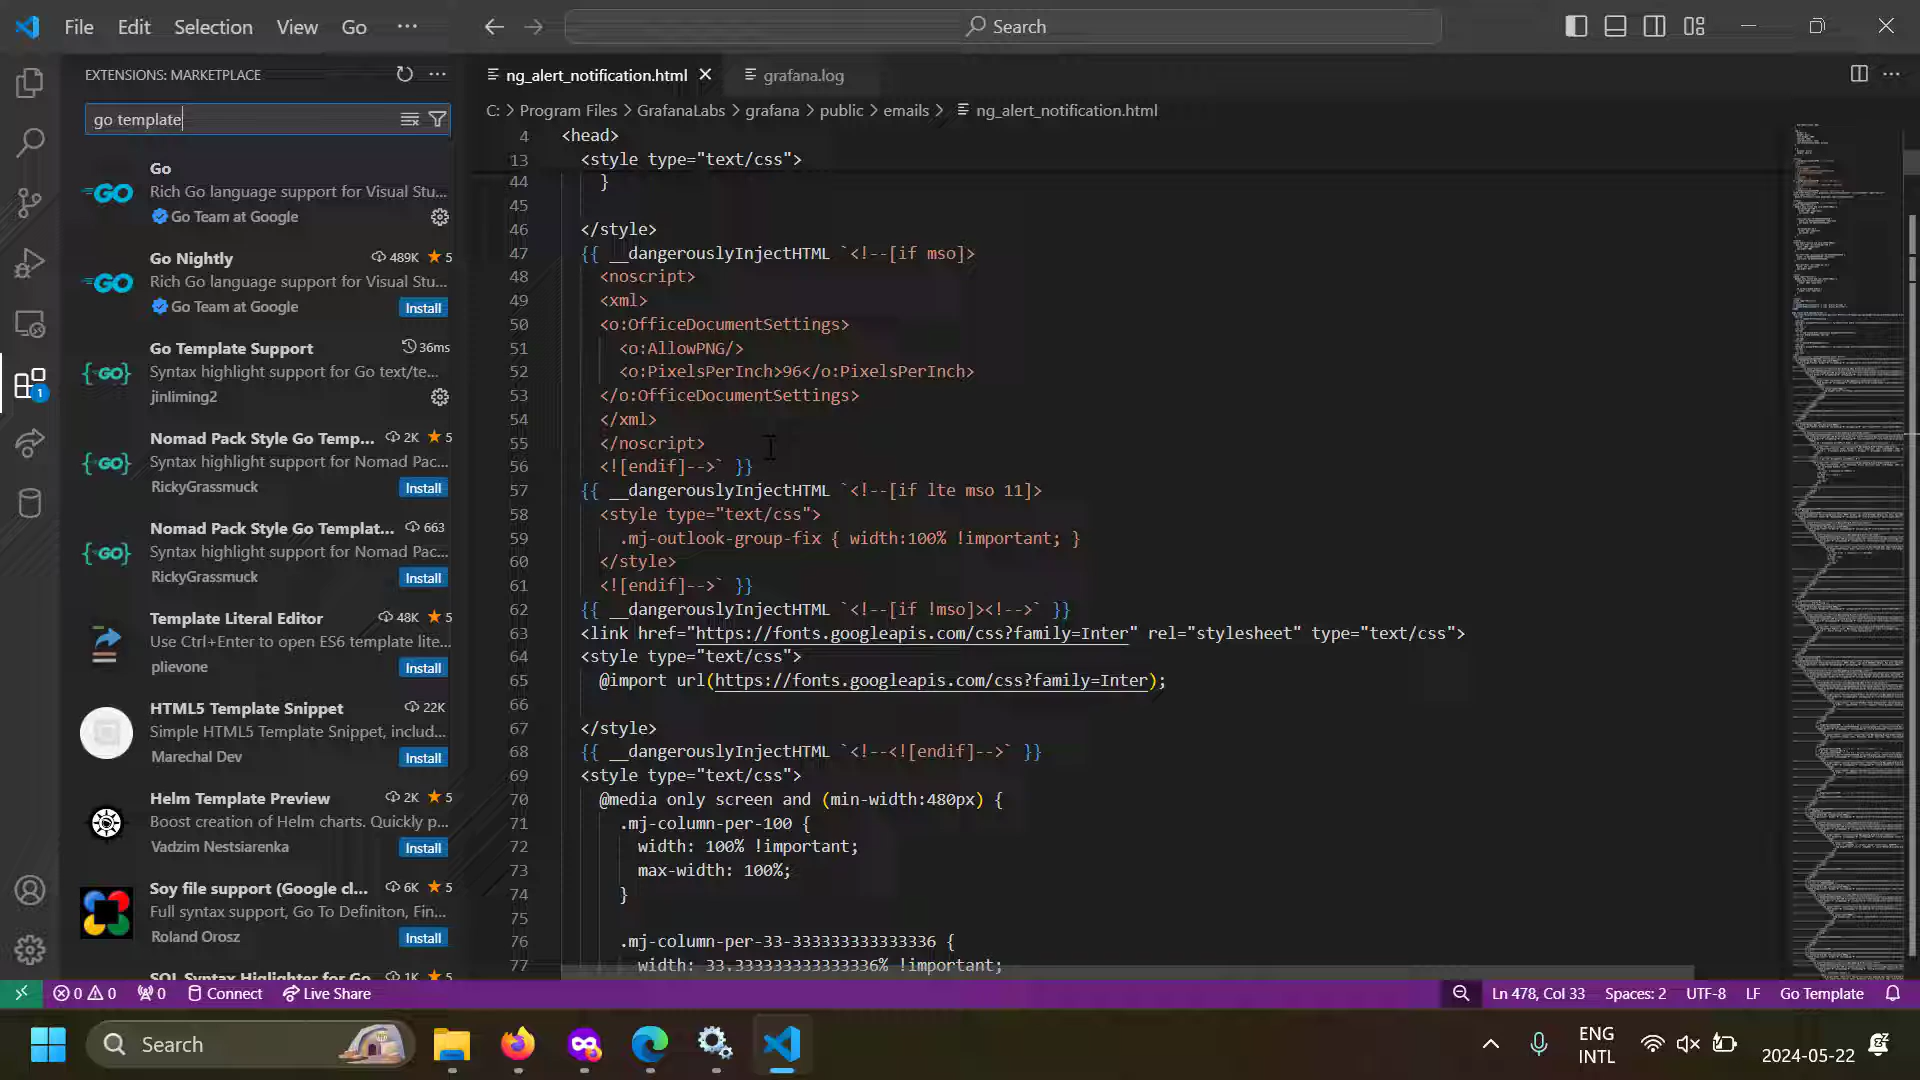 File Edit Selection View Go ···
Search
EXTENSIONS: MARKETPLACE
go template
Go
Rich Go language support for Visual Stu...
Go Team at Google
Go Nightly 489K ★ 5
Rich Go language support for Visual Stu...
Go Team at Google Install
Go Template Support 36ms
Syntax highlight support for Go text/te...
jinliming2
Nomad Pack Style Go Temp... 2K ★ 5
Syntax highlight support for Nomad Pac...
RickyGrassmuck Install
Nomad Pack Style Go Templat... 663
Syntax highlight support for Nomad Pac...
RickyGrassmuck Install
Template Literal Editor 48K ★ 5
Use Ctrl+Enter to open ES6 template lite...
plievone Install
HTML5 Template Snippet 22K
Simple HTML5 Template Snippet, includ...
Marechal Dev Install
Helm Template Preview 2K ★ 5
Boost creation of Helm charts. Quickly p...
Vadzim Nestsiarenka Install
Soy file support (Google cl... 6K ★ 5
Full syntax support, Go To Definiton, Fin...
Roland Orosz Install
SQL Syntax Higlighter for Go 1K ★ 5
1
ng_alert_notification.html grafana.log
C: > Program Files > GrafanaLabs > grafana > public > emails > ng_alert_notification.html
4 <head>
13 <style type="text/css">
44 }
45
46 </style>
47 {{ __dangerouslyInjectHTML `<!--[if mso]>
48 <noscript>
49 <xml>
50 <o:OfficeDocumentSettings>
51 <o:AllowPNG/>
52 <o:PixelsPerInch>96</o:PixelsPerInch>
53 </o:OfficeDocumentSettings>
54 </xml>
55 </noscript>
56 <![endif]-->` }}
57 {{ __dangerouslyInjectHTML `<!--[if lte mso 11]>
58 <style type="text/css">
59 .mj-outlook-group-fix { width:100% !important; }
60 </style>
61 <![endif]-->` }}
62 {{ __dangerouslyInjectHTML `<!--[if !mso]><!-->` }}
63 <link href="https://fonts.googleapis.com/css?family=Inter" rel="stylesheet" type="text/css">
64 <style type="text/css">
65 @import url(https://fonts.googleapis.com/css?family=Inter);
66
67 </style>
68 {{ __dangerouslyInjectHTML `<!--<![endif]-->` }}
69 <style type="text/css">
70 @media only screen and (min-width:480px) {
71 .mj-column-per-100 {
72 width: 100% !important;
73 max-width: 100%;
74 }
75
76 .mj-column-per-33-333333333333336 {
77 width: 33.333333333333336% !important;
0 0 0 Connect Live Share Ln 478, Col 33 Spaces: 2 UTF-8 LF Go Template
Search
ENG
INTL
2024-05-22